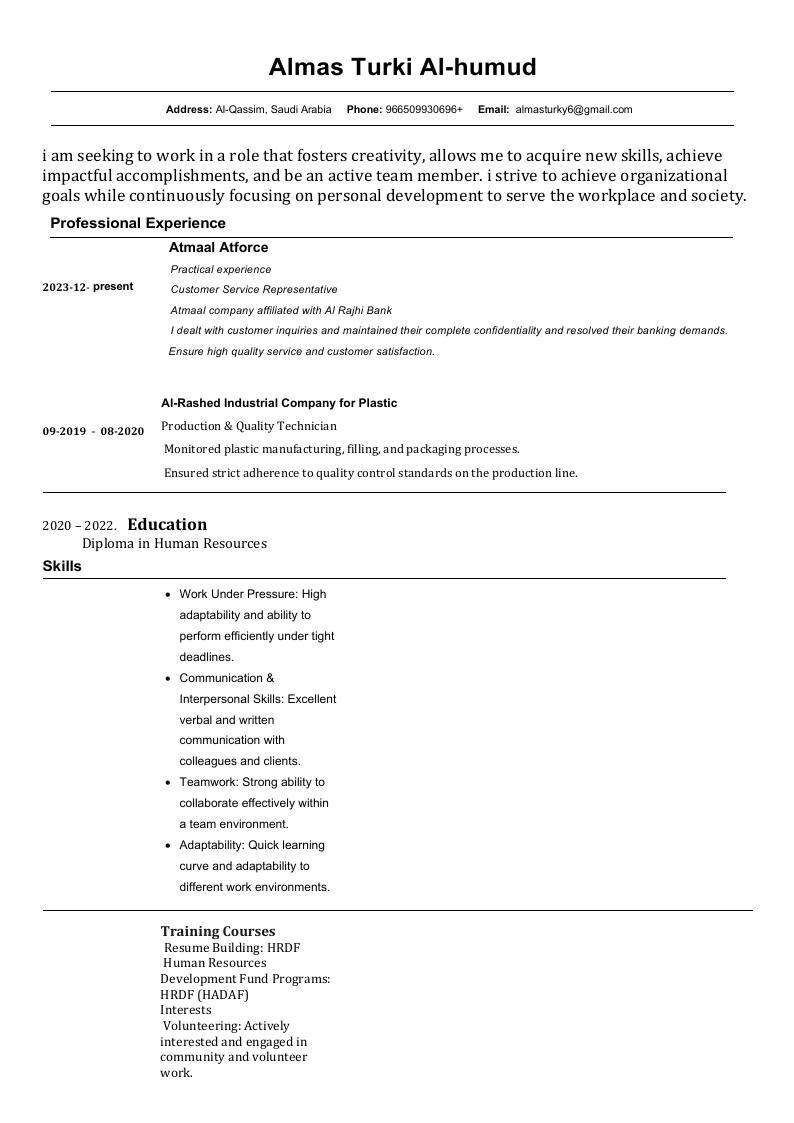 Almas Turki Al-humud
Address: Al-Qassim, Saudi Arabia Phone: 966509930696+ Email: almasturky6@gmail.com
i am seeking to work in a role that fosters creativity, allows me to acquire new skills, achieve
impactful accomplishments, and be an active team member. i strive to achieve organizational
goals while continuously focusing on personal development to serve the workplace and society.
Professional Experience
Atmaal Atforce
Practical experience
2023-12- present
Customer Service Representative
Atmaal company affiliated with Al Rajhi Bank
I dealt with customer inquiries and maintained their complete confidentiality and resolved their banking demands.
Ensure high quality service and customer satisfaction.
Al-Rashed Industrial Company for Plastic
09-2019 - 08-2020 Production & Quality Technician
Monitored plastic manufacturing, filling, and packaging processes.
Ensured strict adherence to quality control standards on the production line.
2020 – 2022. Education
Diploma in Human Resources
Skills
• Work Under Pressure: High
adaptability and ability to
perform efficiently under tight
deadlines.
• Communication &
Interpersonal Skills: Excellent
verbal and written
communication with
colleagues and clients.
• Teamwork: Strong ability to
collaborate effectively within
a team environment.
• Adaptability: Quick learning
curve and adaptability to
different work environments.
Training Courses
Resume Building: HRDF
Human Resources
Development Fund Programs:
HRDF (HADAF)
Interests
Volunteering: Actively
interested and engaged in
community and volunteer
work.